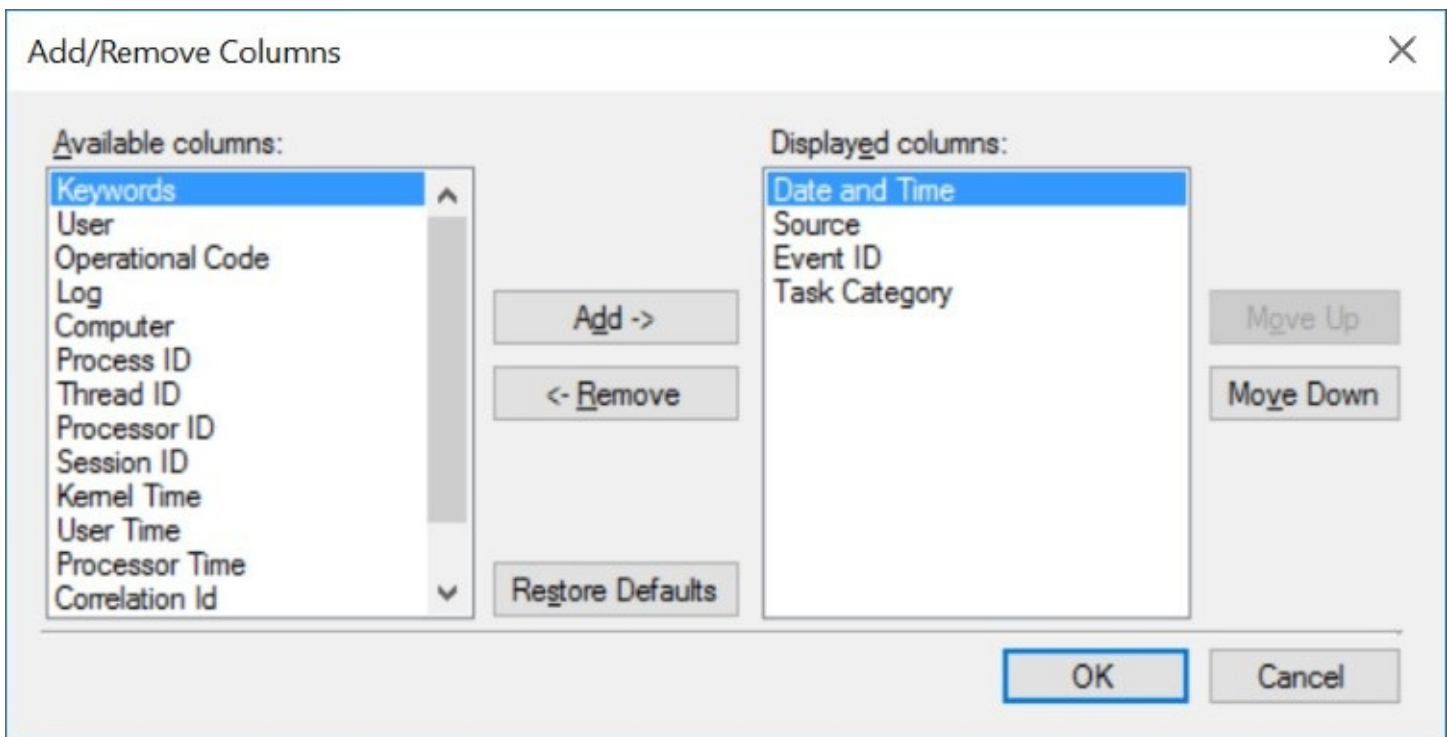 Add/Remove Columns
Available columns:
Keywords
User
Operational Code
Log
Computer
Process ID
Thread ID
Processor ID
Session ID
Kernel Time
User Time
Processor Time
Correlation Id
Add ->
<- Remove
Restore Defaults
Displayed columns:
Date and Time
Source
Event ID
Task Category
Move Up
Move Down
OK
Cancel